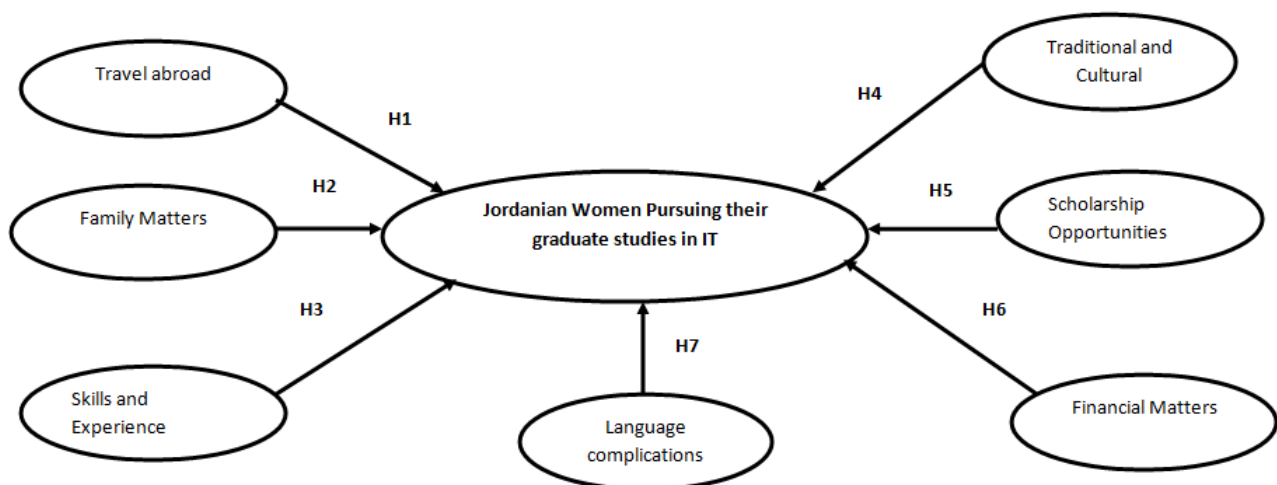 Travel abroad
H1
H2
Family Matters
H3
Skills and
Experience
Jordanian Women Pursuing their
graduate studies in IT
H7
Language
complications
Traditional and
Cultural
H4
H5
Scholarship
Opportunities
H6
Financial Matters